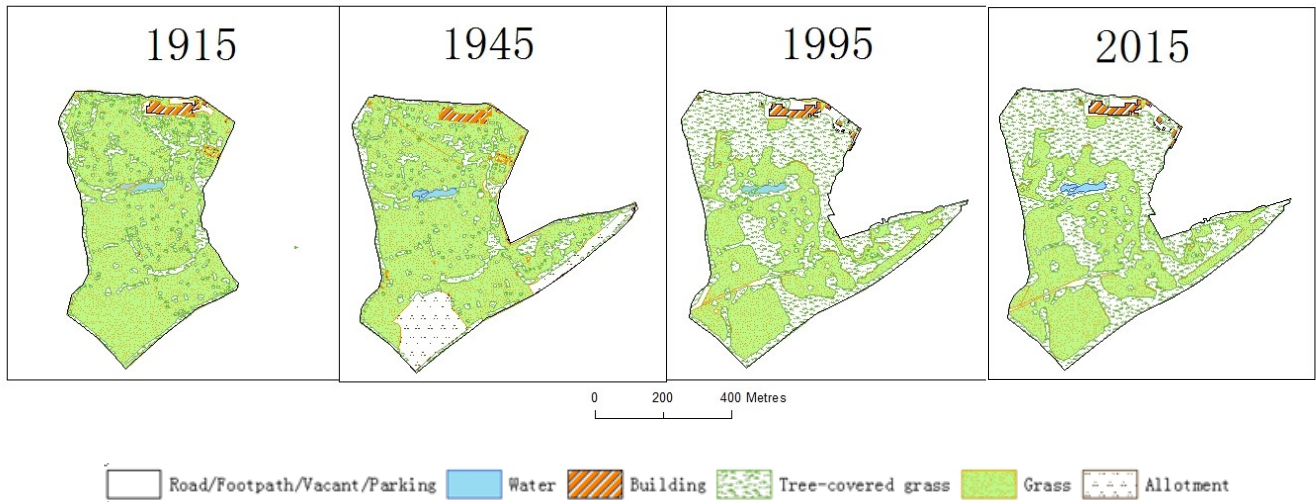 1915
1945
1995
2015
0 200 400 Metres
Road/Footpath/Vacant/Parking Water Building Tree-covered grass Grass Allotment